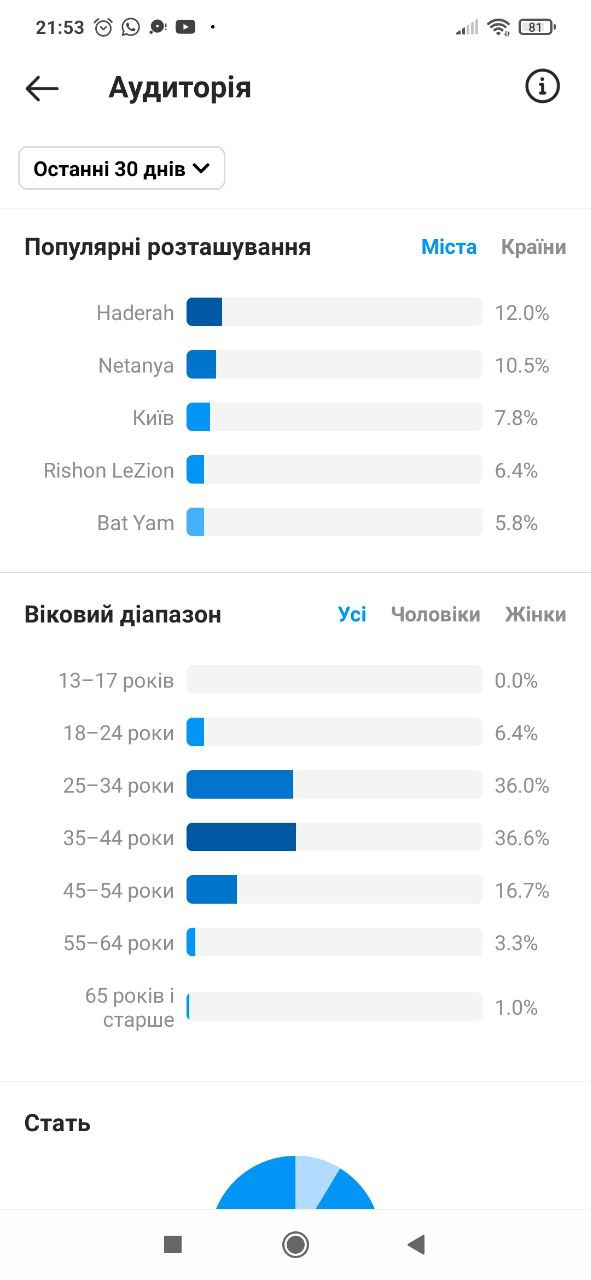 21:53
81
Аудиторія
Останні 30 днів
Популярні розташування Міста Країни
Haderah 12.0%
Netanya 10.5%
Київ 7.8%
Rishon LeZion 6.4%
Bat Yam 5.8%
Віковий діапазон Усі Чоловіки Жінки
13–17 років 0.0%
18–24 роки 6.4%
25–34 роки 36.0%
35–44 роки 36.6%
45–54 роки 16.7%
55–64 роки 3.3%
65 років і
старше 1.0%
Стать